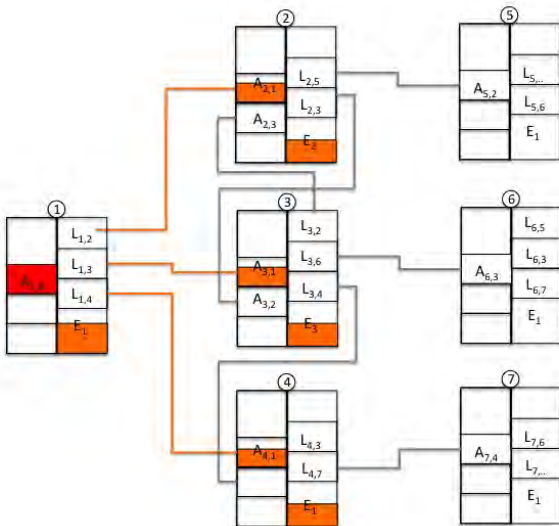 ①
L1,2
L1,3
L1,4
E1
②
A2,1
A2,3
L2,5
L2,3
E2
③
A3,1
A3,2
L3,2
L3,6
L3,4
E3
④
A4,1
L4,3
L4,7
E1
⑤
A5,2
L5,..
L5,6
E1
⑥
A6,3
L6,5
L6,3
L6,7
E1
⑦
A7,4
L7,6
L7,..
E1